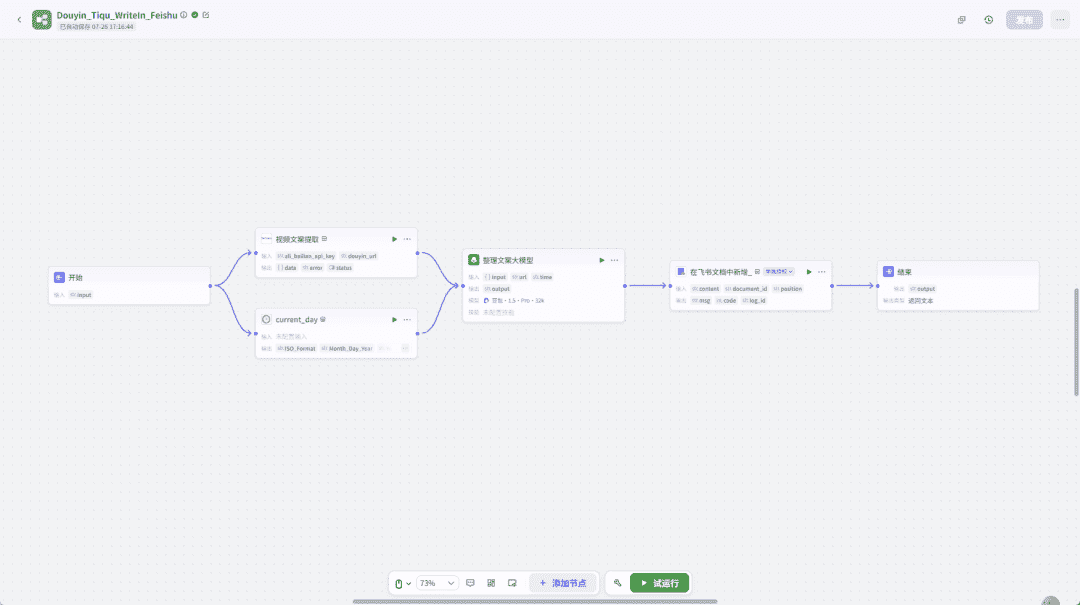 Douyin_Tiqu_WriteIn_Feishu
已自动保存 07-26 17:16:44
发布
开始
输入 input
视频文案提取
输入 ali_bailian_api_key douyin_url
输出 data error status
current_day
输入 未配置输入
输出 ISO_Format Month_Day_Year
整理文案大模型
输入 input url time
输出 output
模型 豆包・1.5・Pro・32k
技能 未配置技能
在飞书文档中新增_
输入 content document_id position
输出 msg code log_id
结束
输出 output
输出类型 返回文本
73%
+ 添加节点
试运行